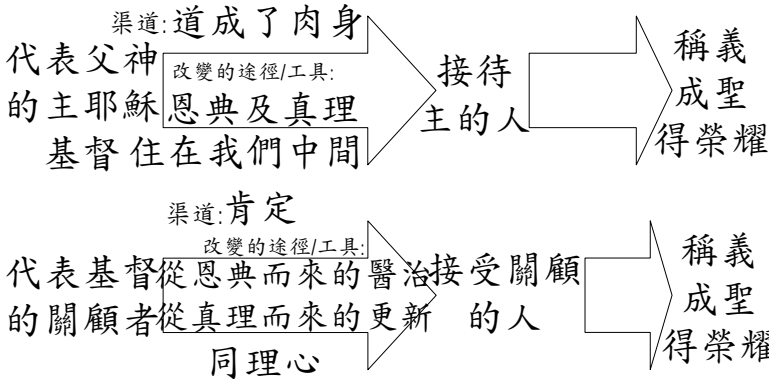 渠道:道成了肉身
代表父神
的主耶穌
基督
改變的途徑/工具:
恩典及真理
住在我們中間
接待
主的人
稱義
成聖
得榮耀
渠道:肯定
改變的途徑/工具:
代表基督
的關顧者
從恩典而來的醫治
從真理而來的更新
同理心
接受關顧
的人
稱義
成聖
得榮耀